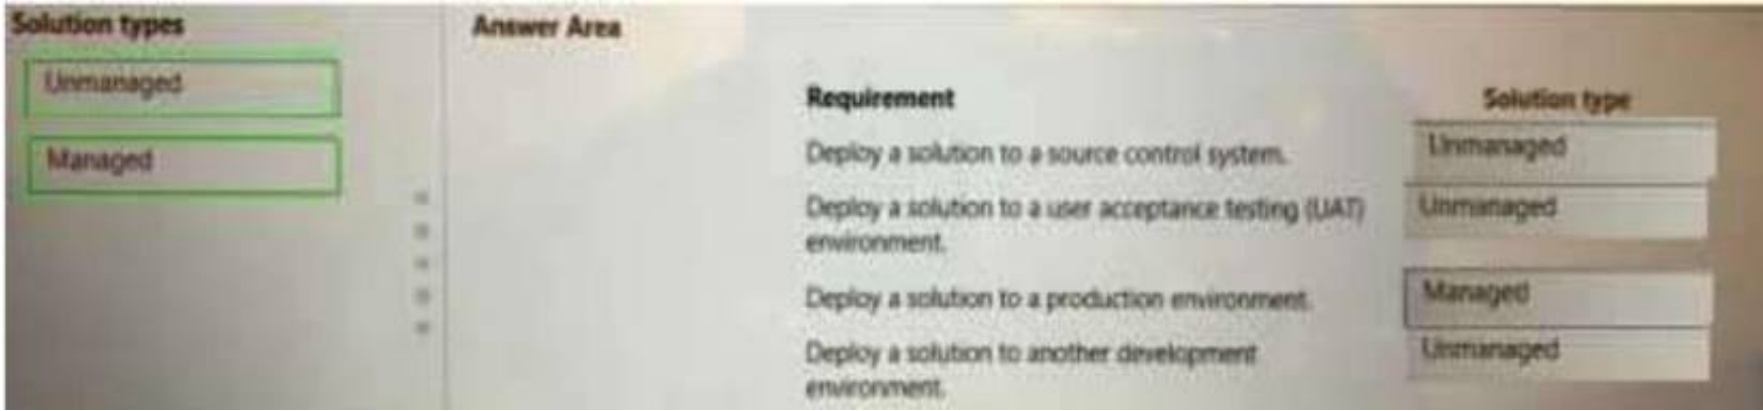 Solution types
Answer Area
Unmanaged
Managed
Requirement
Solution type
Deploy a solution to a source control system.
Unmanaged
Deploy a solution to a user acceptance testing (UAT)
environment.
Unmanaged
Deploy a solution to a production environment.
Managed
Deploy a solution to another development
environment.
Unmanaged